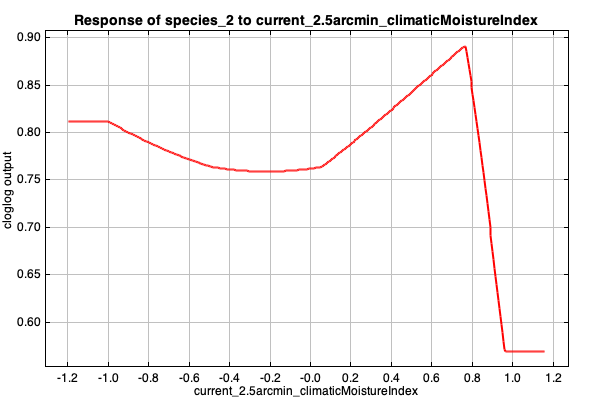 Response of species_2 to current_2.5arcmin_climaticMoistureIndex
0.90
0.85
0.80
0.75
0.70
0.65
0.60
cloglog output
-1.2 -1.0 -0.8 -0.6 -0.4 -0.2 -0.0 0.2 0.4 0.6 0.8 1.0 1.2
current_2.5arcmin_climaticMoistureIndex